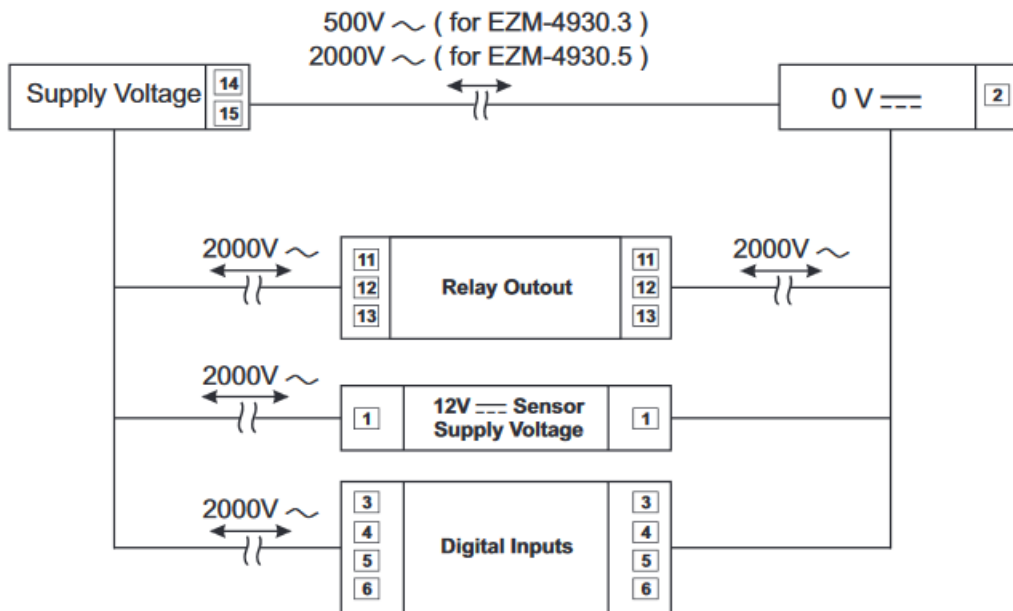 500V ～ ( for EZM-4930.3 )
2000V ～ ( for EZM-4930.5 )
Supply Voltage
14
15
0 V ⎓
2
2000V ～
2000V ～
11
12
13
Relay Outout
11
12
13
2000V ～
1
12V ⎓ Sensor
Supply Voltage
1
2000V ～
3
4
5
6
Digital Inputs
3
4
5
6